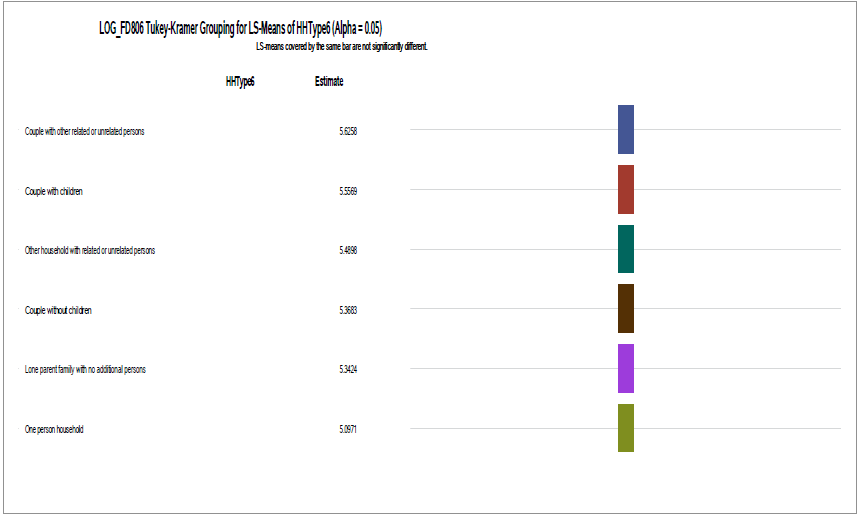 LOG_FD806 Tukey-Kramer Grouping for LS-Means of HHType6 (Alpha = 0.05)
LS-means covered by the same bar are not significantly different.
HHType6 Estimate
Couple with other related or unrelated persons 5.6258
Couple with children 5.5569
Other household with related or unrelated persons 5.4898
Couple without children 5.3683
Lone parent family with no additional persons 5.3424
One person household 5.0971